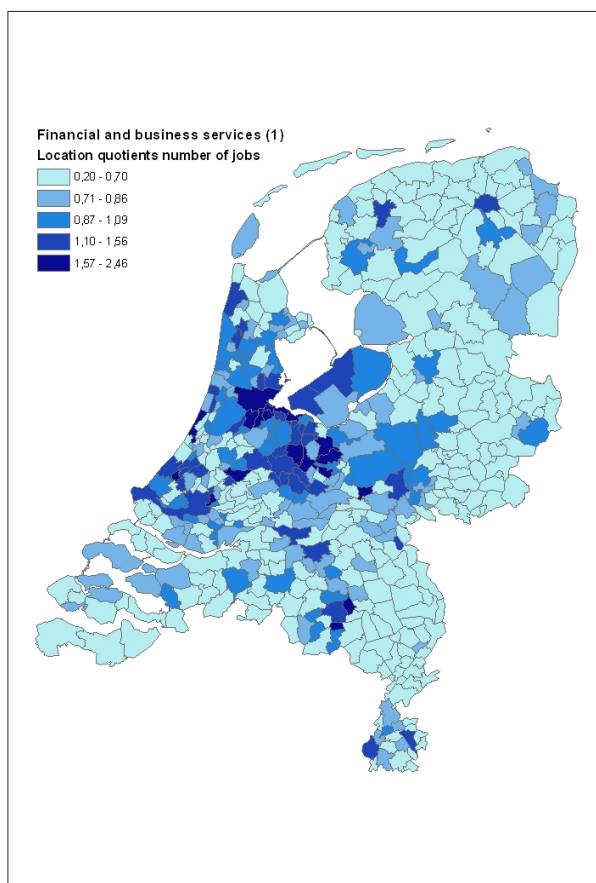 Financial and business services (1)
Location quotients number of jobs
0,20 - 0,70
0,71 - 0,86
0,87 - 1,09
1,10 - 1,56
1,57 - 2,46